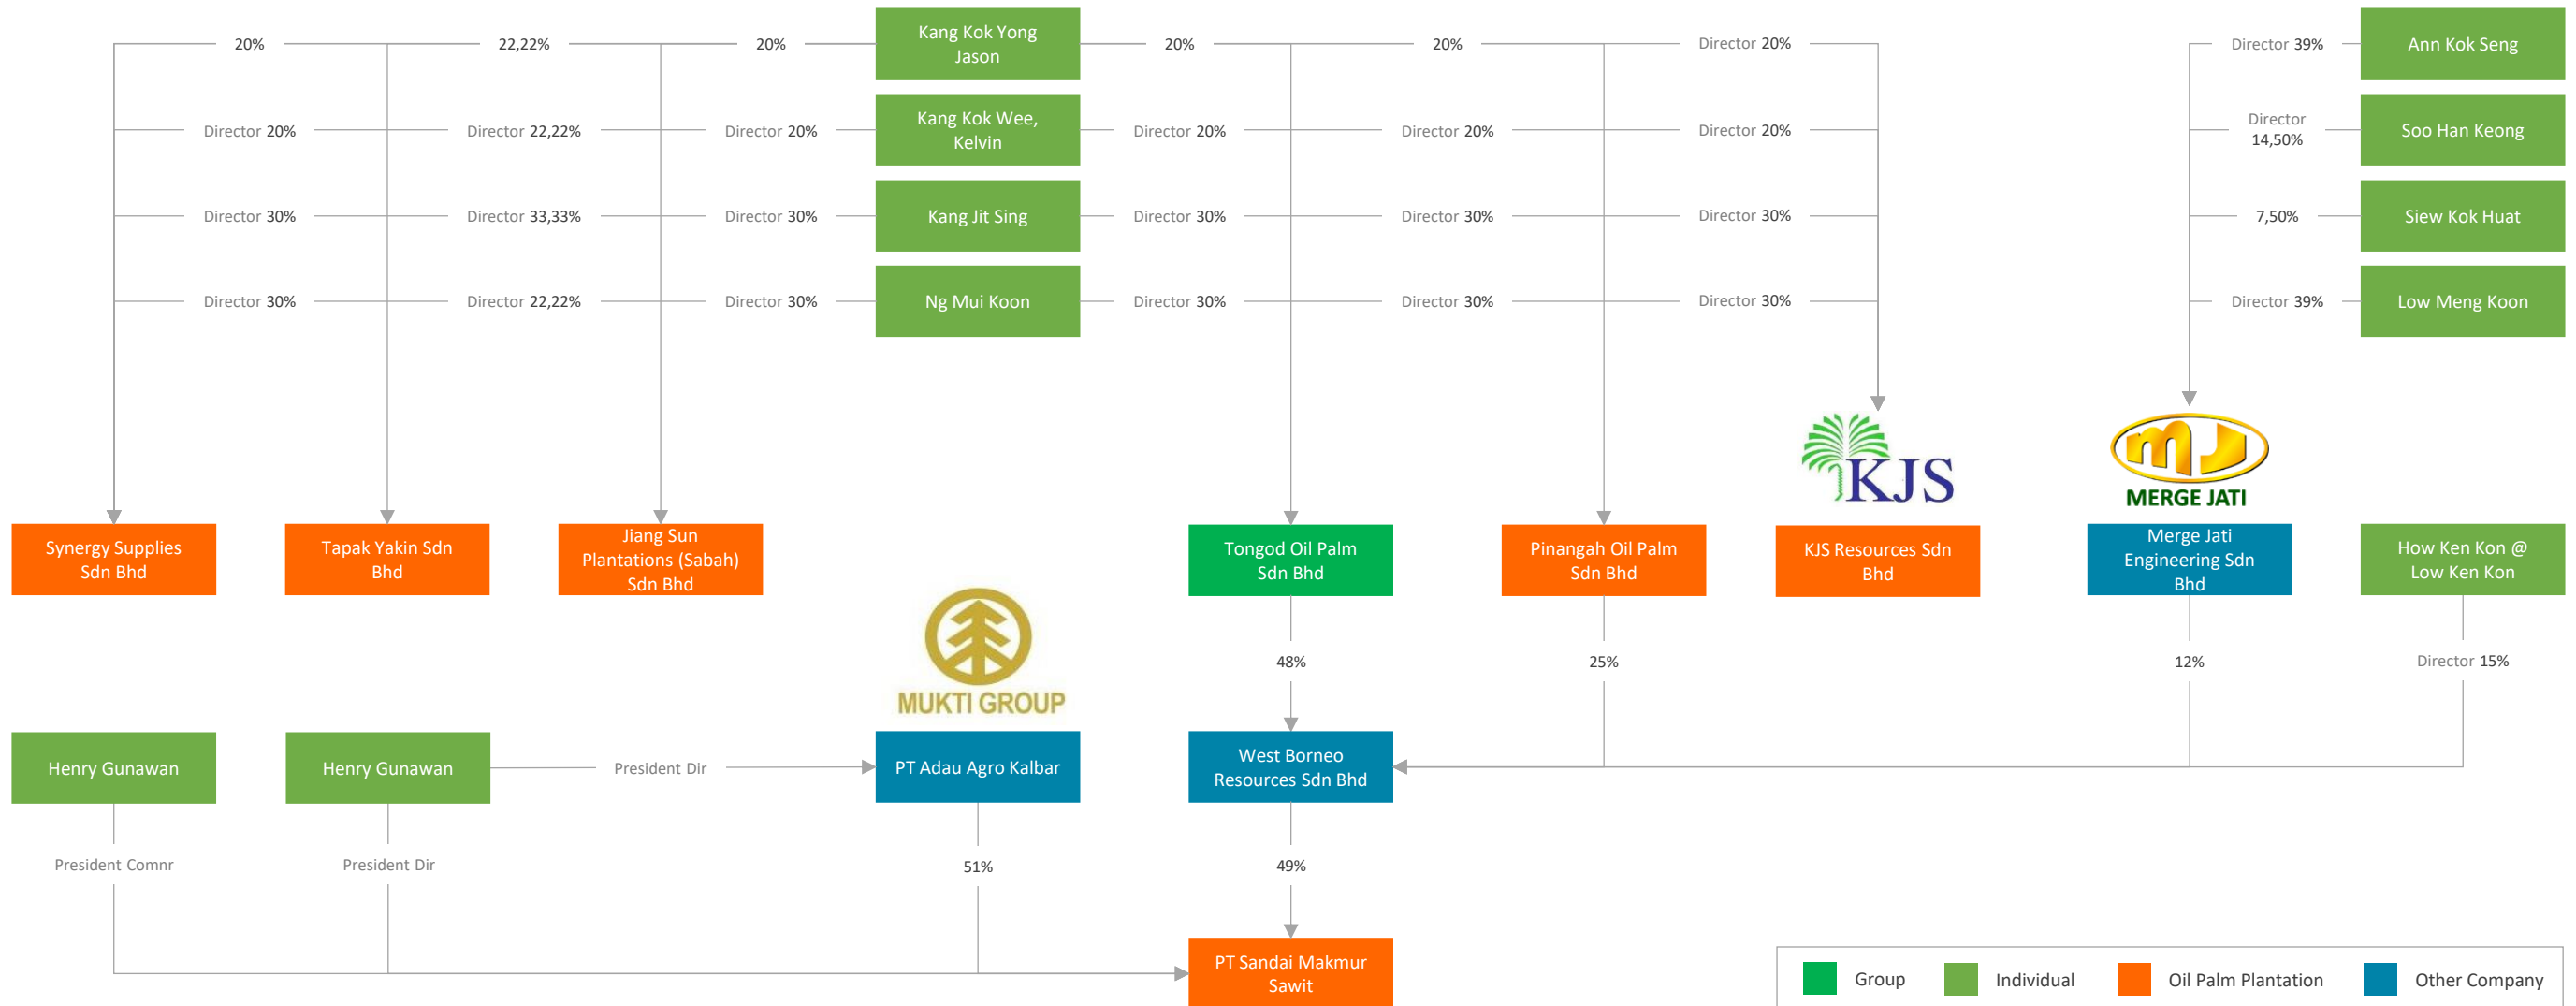 20%
22,22%
20%
Kang Kok Yong
Jason
20%
20%
Director 20%
Director 39%
Ann Kok Seng
Director 20%
Director 22,22%
Director 20%
Kang Kok Wee,
Kelvin
Director 20%
Director 20%
Director 20%
Director
14,50%
Soo Han Keong
Director 30%
Director 33,33%
Director 30%
Kang Jit Sing
Director 30%
Director 30%
Director 30%
7,50%
Siew Kok Huat
Director 30%
Director 22,22%
Director 30%
Ng Mui Koon
Director 30%
Director 30%
Director 30%
Director 39%
Low Meng Koon
KJS
MJ
MERGE JATI
Synergy Supplies
Sdn Bhd
Tapak Yakin Sdn
Bhd
Jiang Sun
Plantations (Sabah)
Sdn Bhd
Tongod Oil Palm
Sdn Bhd
Pinangah Oil Palm
Sdn Bhd
KJS Resources Sdn
Bhd
Merge Jati
Engineering Sdn
Bhd
How Ken Kon @
Low Ken Kon
48%
25%
12%
Director 15%
MUKTI GROUP
Henry Gunawan
Henry Gunawan
President Dir
PT Adau Agro Kalbar
West Borneo
Resources Sdn Bhd
President Comnr
President Dir
51%
49%
PT Sandai Makmur
Sawit
Group
Individual
Oil Palm Plantation
Other Company